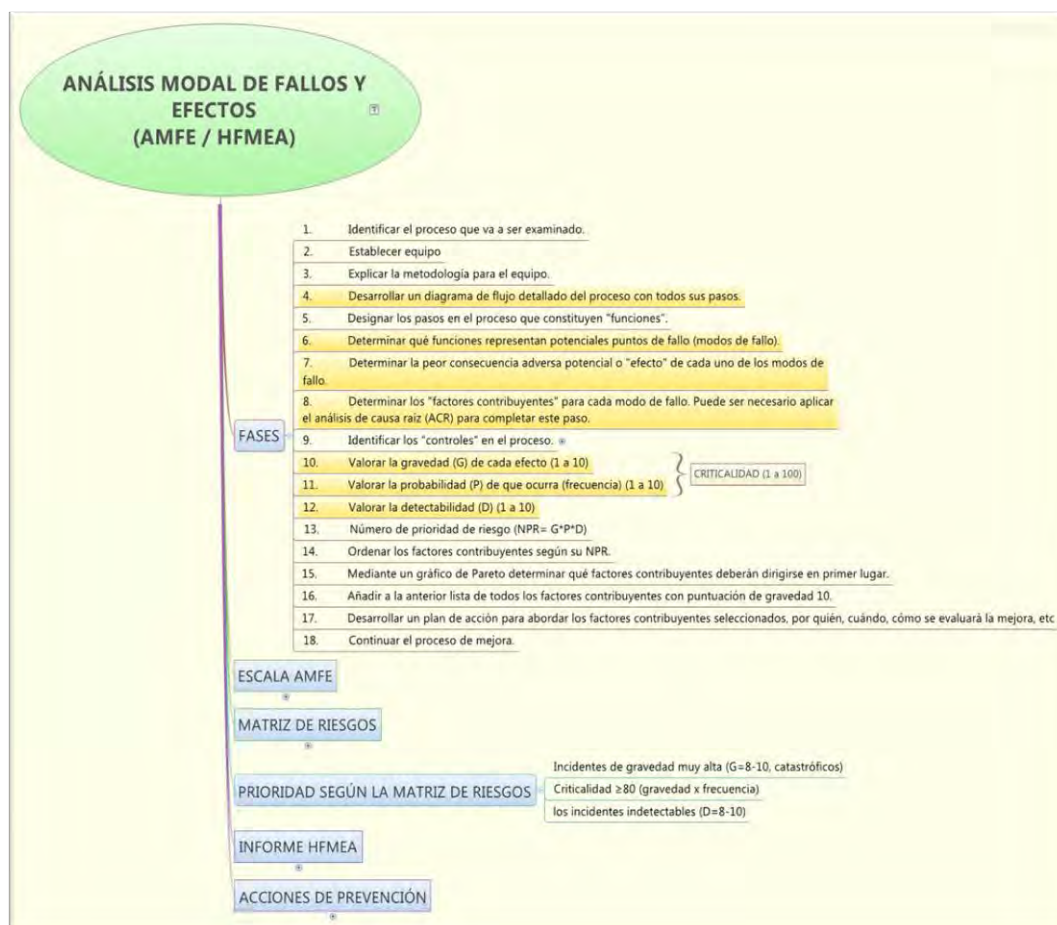 ANÁLISIS MODAL DE FALLOS Y
EFECTOS
(AMFE / HFMEA)
1. Identificar el proceso que va a ser examinado.
2. Establecer equipo
3. Explicar la metodología para el equipo.
4. Desarrollar un diagrama de flujo detallado del proceso con todos sus pasos.
5. Designar los pasos en el proceso que constituyen "funciones".
6. Determinar qué funciones representan potenciales puntos de fallo (modos de fallo).
7. Determinar la peor consecuencia adversa potencial o "efecto" de cada uno de los modos de
fallo.
8. Determinar los "factores contribuyentes" para cada modo de fallo. Puede ser necesario aplicar
el análisis de causa raíz (ACR) para completar este paso.
FASES
9. Identificar los "controles" en el proceso.
10. Valorar la gravedad (G) de cada efecto (1 a 10)
11. Valorar la probabilidad (P) de que ocurra (frecuencia) (1 a 10)
CRITICALIDAD (1 a 100)
12. Valorar la detectabilidad (D) (1 a 10)
13. Número de prioridad de riesgo (NPR= G*P*D)
14. Ordenar los factores contribuyentes según su NPR.
15. Mediante un gráfico de Pareto determinar qué factores contribuyentes deberán dirigirse en primer lugar.
16. Añadir a la anterior lista de todos los factores contribuyentes con puntuación de gravedad 10.
17. Desarrollar un plan de acción para abordar los factores contribuyentes seleccionados, por quién, cuándo, cómo se evaluará la mejora, etc
18. Continuar el proceso de mejora.
ESCALA AMFE
MATRIZ DE RIESGOS
PRIORIDAD SEGÚN LA MATRIZ DE RIESGOS
Incidentes de gravedad muy alta (G=8-10, catastróficos)
Criticalidad ≥80 (gravedad x frecuencia)
los incidentes indetectables (D=8-10)
INFORME HFMEA
ACCIONES DE PREVENCIÓN